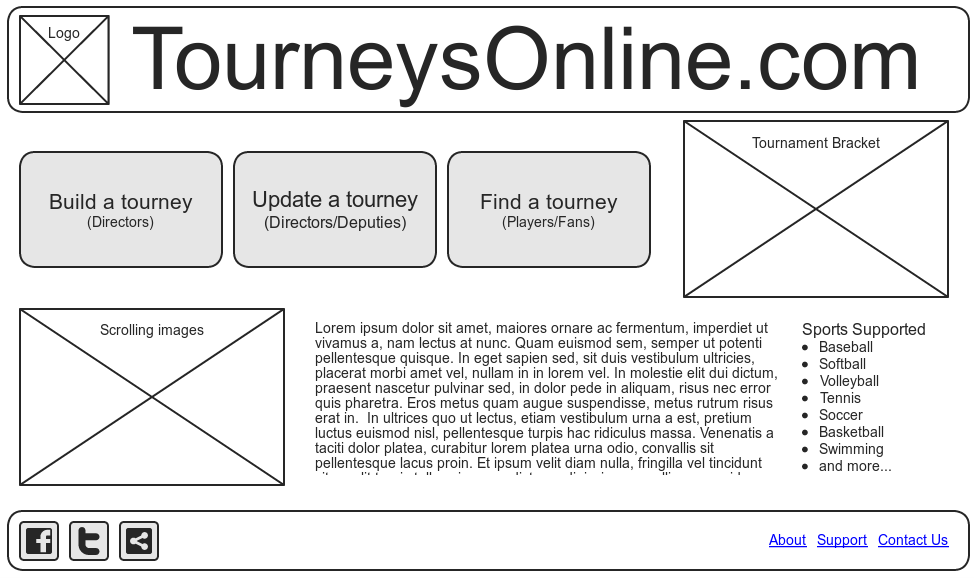 Logo
TourneysOnline.com
Build a tourney
(Directors)
Update a tourney
(Directors/Deputies)
Find a tourney
(Players/Fans)
Tournament Bracket
Scrolling images
Lorem ipsum dolor sit amet, maiores ornare ac fermentum, imperdiet ut
vivamus a, nam lectus at nunc. Quam euismod sem, semper ut potenti
pellentesque quisque. In eget sapien sed, sit duis vestibulum ultricies,
placerat morbi amet vel, nullam in in lorem vel. In molestie elit dui dictum,
praesent nascetur pulvinar sed, in dolor pede in aliquam, risus nec error
quis pharetra. Eros metus quam augue suspendisse, metus rutrum risus
erat in.  In ultrices quo ut lectus, etiam vestibulum urna a est, pretium
luctus euismod nisl, pellentesque turpis hac ridiculus massa. Venenatis a
taciti dolor platea, curabitur lorem platea urna odio, convallis sit
pellentesque lacus proin. Et ipsum velit diam nulla, fringilla vel tincidunt
Sports Supported
• Baseball
• Softball
• Volleyball
• Tennis
• Soccer
• Basketball
• Swimming
• and more...
About Support Contact Us